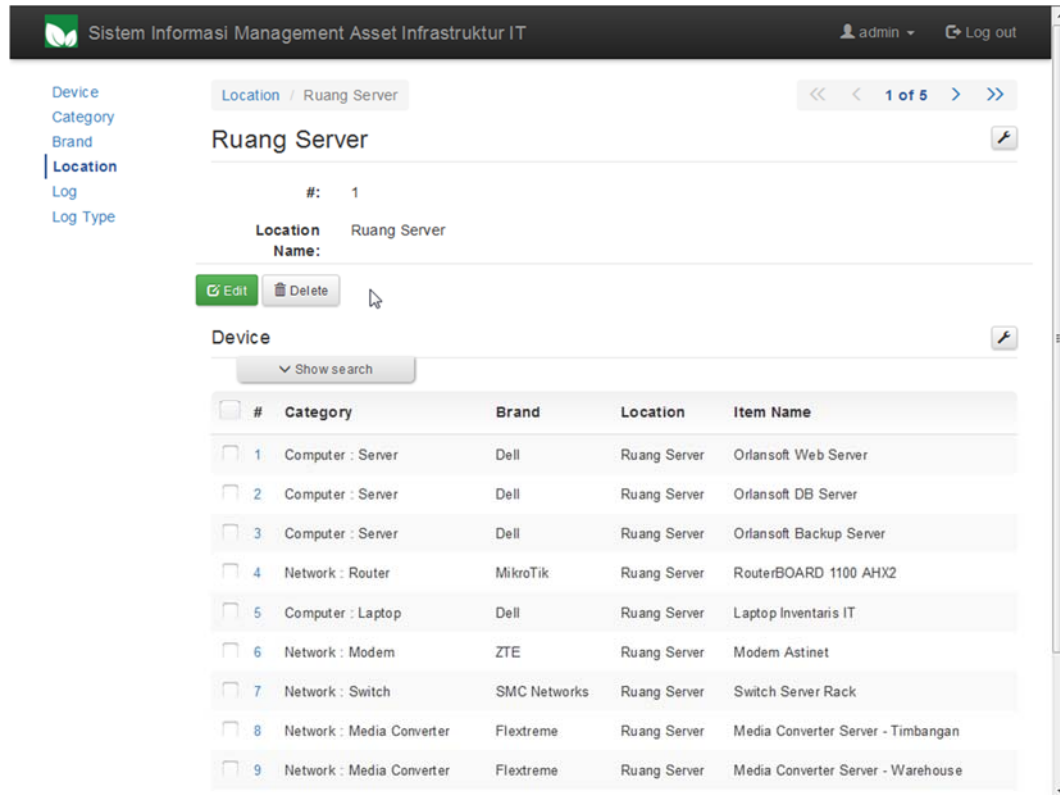 Sistem Informasi Management Asset Infrastruktur IT admin Log out
Device
Category
Brand
Location
Log
Log Type
Location / Ruang Server << < 1 of 5 > >>
Ruang Server
#: 1
Location Name: Ruang Server
Edit Delete
Device
Show search
# Category Brand Location Item Name
1 Computer : Server Dell Ruang Server Orlansoft Web Server
2 Computer : Server Dell Ruang Server Orlansoft DB Server
3 Computer : Server Dell Ruang Server Orlansoft Backup Server
4 Network : Router MikroTik Ruang Server RouterBOARD 1100 AHX2
5 Computer : Laptop Dell Ruang Server Laptop Inventaris IT
6 Network : Modem ZTE Ruang Server Modem Astinet
7 Network : Switch SMC Networks Ruang Server Switch Server Rack
8 Network : Media Converter Flextreme Ruang Server Media Converter Server - Timbangan
9 Network : Media Converter Flextreme Ruang Server Media Converter Server - Warehouse